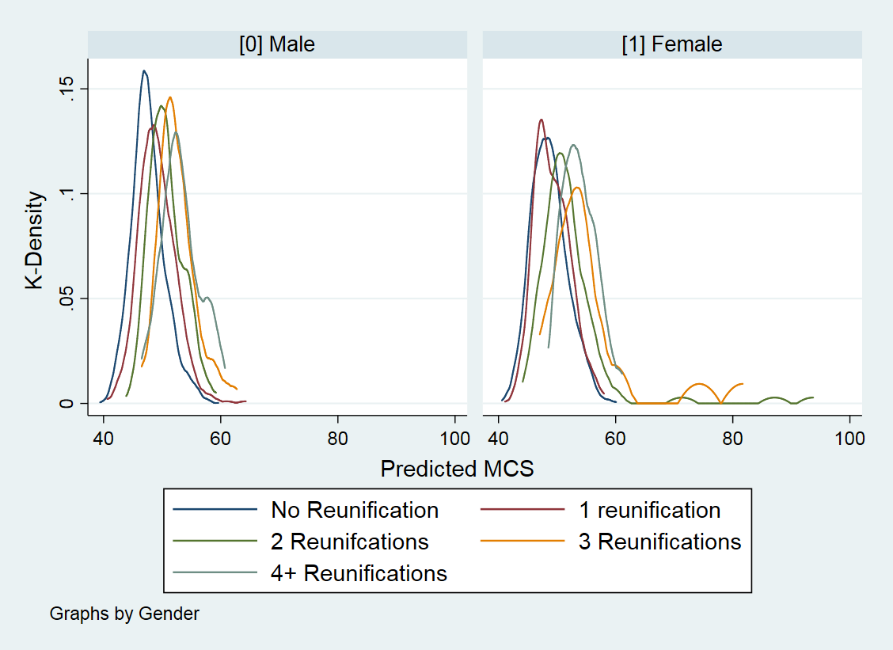 [0] Male [1] Female
K-Density
.15
.1
.05
0
40 60 80 100 40 60 80 100
Predicted MCS
No Reunification 1 reunification
2 Reunifcations 3 Reunifications
4+ Reunifications
Graphs by Gender